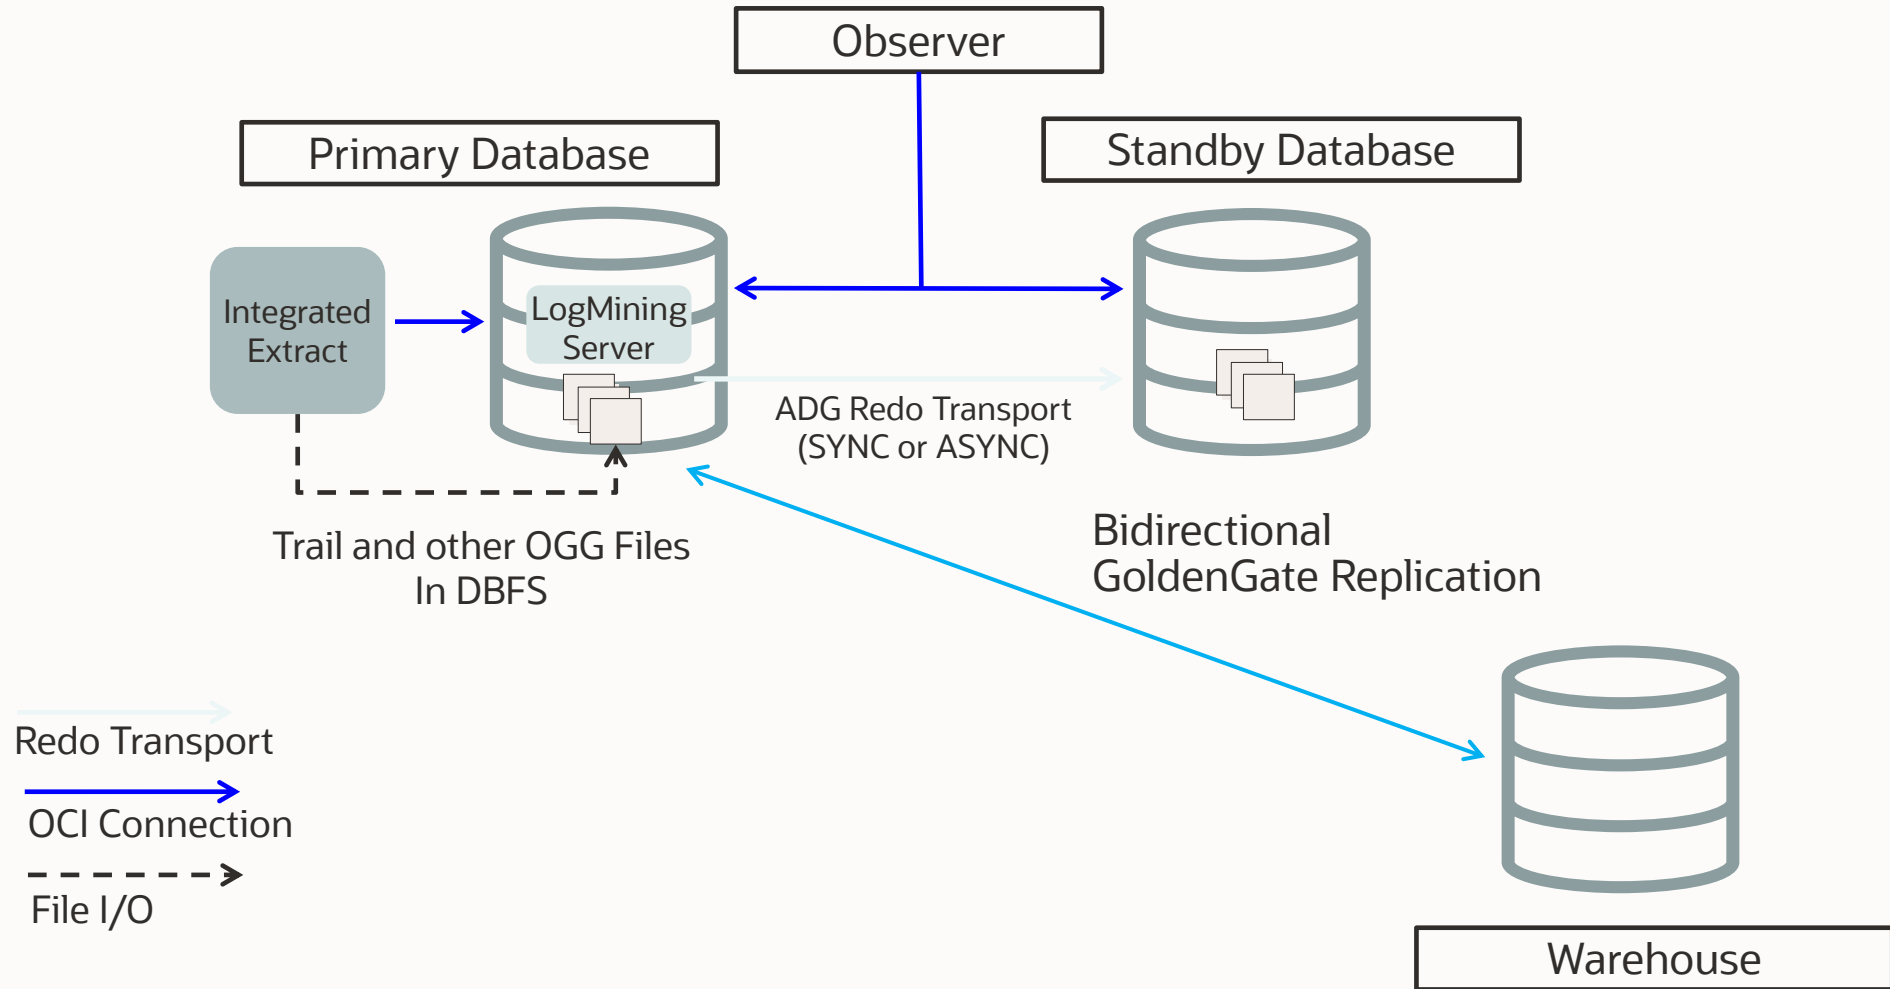 Observer
Primary Database
Standby Database
Integrated
Extract
LogMining
Server
ADG Redo Transport
(SYNC or ASYNC)
Trail and other OGG Files
In DBFS
Bidirectional
GoldenGate Replication
Redo Transport
OCI Connection
File I/O
Warehouse